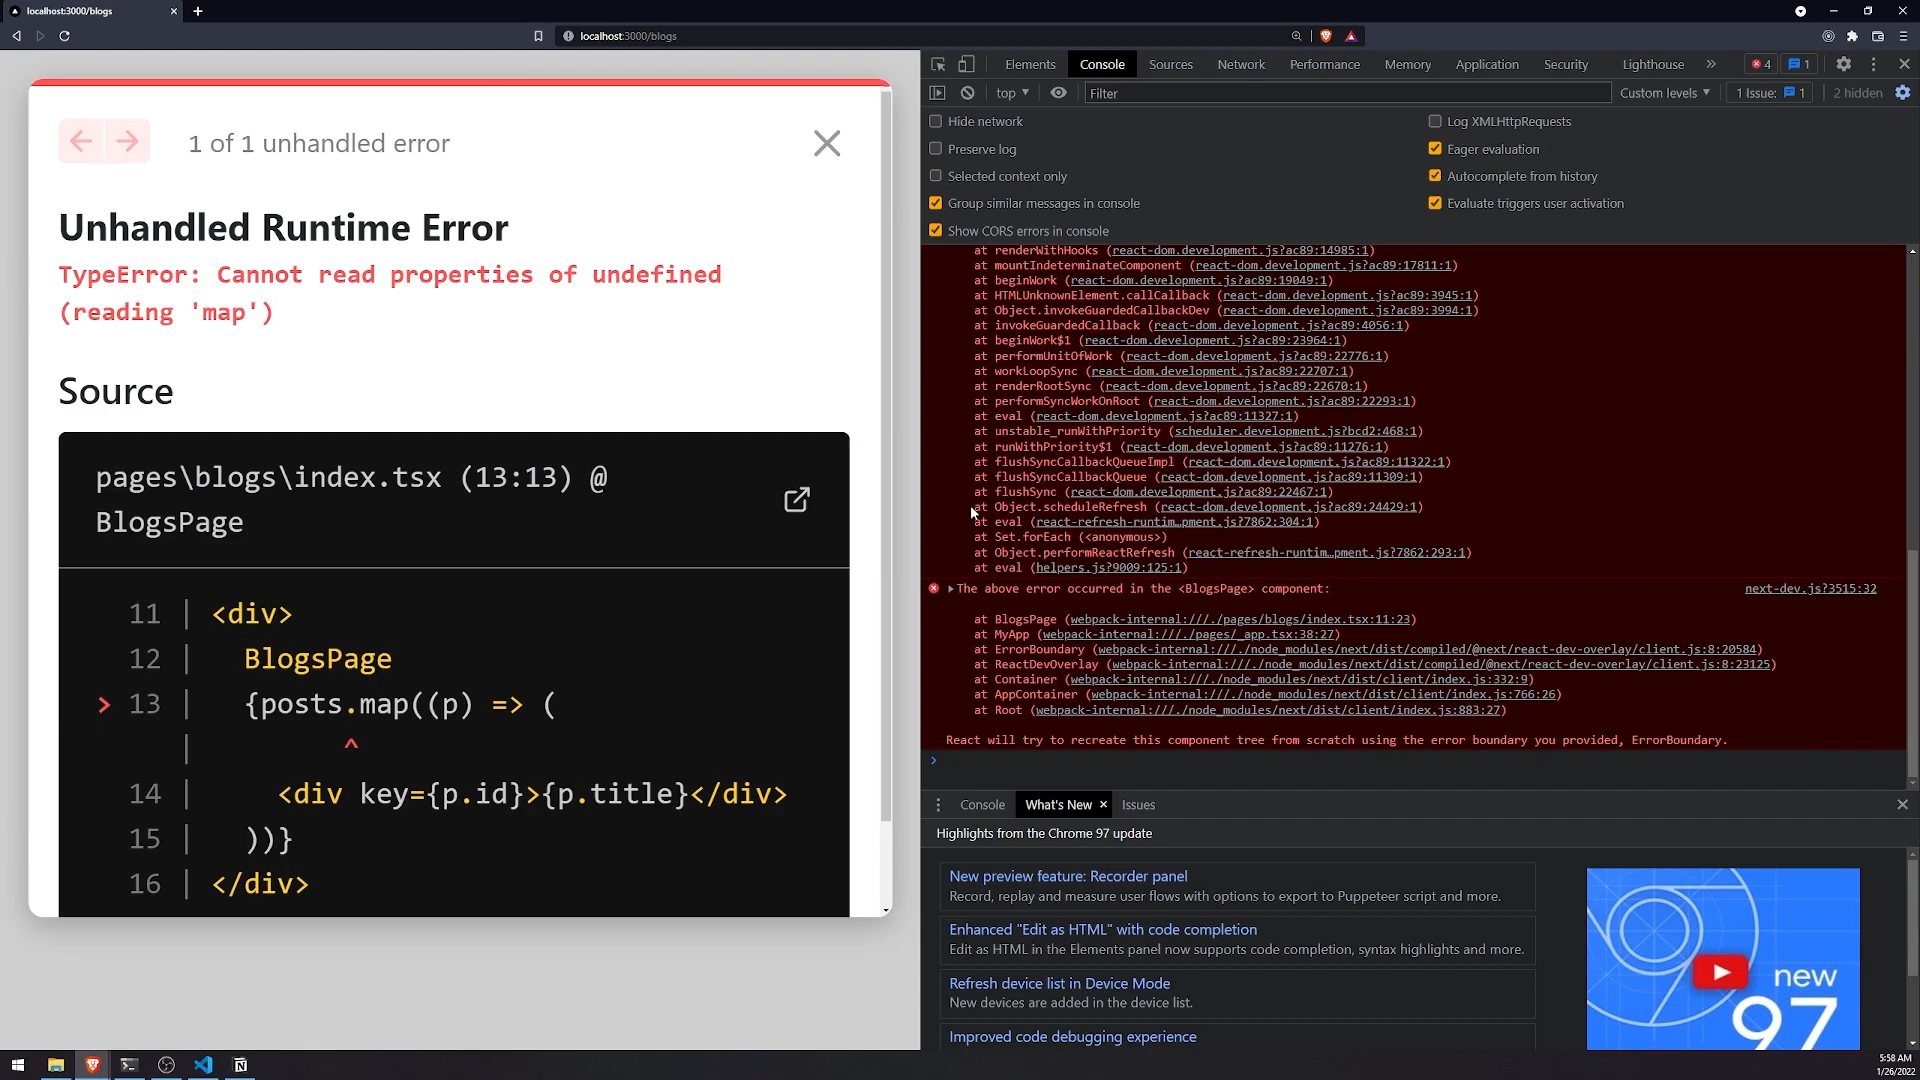 localhost:3000/blogs
localhost:3000/blogs
1 of 1 unhandled error
Unhandled Runtime Error
TypeError: Cannot read properties of undefined
(reading 'map')
Source
pages\blogs\index.tsx (13:13) @
BlogsPage
11 | <div>
12 |   BlogsPage
> 13 |   {posts.map((p) => (
|          ^
14 |     <div key={p.id}>{p.title}</div>
15 |   ))}
16 | </div>
Elements Console Sources Network Performance Memory Application Security Lighthouse » 4 1
top ▼ Filter Custom levels ▼ 1 Issue: 1 2 hidden
Hide network
Log XMLHttpRequests
Preserve log
Eager evaluation
Selected context only
Autocomplete from history
Group similar messages in console
Evaluate triggers user activation
Show CORS errors in console
at renderWithHooks (react-dom.development.js?ac89:14985:1)
at mountIndeterminateComponent (react-dom.development.js?ac89:17811:1)
at beginWork (react-dom.development.js?ac89:19049:1)
at HTMLUnknownElement.callCallback (react-dom.development.js?ac89:3945:1)
at Object.invokeGuardedCallbackDev (react-dom.development.js?ac89:3994:1)
at invokeGuardedCallback (react-dom.development.js?ac89:4056:1)
at beginWork$1 (react-dom.development.js?ac89:23964:1)
at performUnitOfWork (react-dom.development.js?ac89:22776:1)
at workLoopSync (react-dom.development.js?ac89:22707:1)
at renderRootSync (react-dom.development.js?ac89:22670:1)
at performSyncWorkOnRoot (react-dom.development.js?ac89:22293:1)
at eval (react-dom.development.js?ac89:11327:1)
at unstable_runWithPriority (scheduler.development.js?bcd2:468:1)
at runWithPriority$1 (react-dom.development.js?ac89:11276:1)
at flushSyncCallbackQueueImpl (react-dom.development.js?ac89:11322:1)
at flushSyncCallbackQueue (react-dom.development.js?ac89:11309:1)
at flushSync (react-dom.development.js?ac89:22467:1)
at Object.scheduleRefresh (react-dom.development.js?ac89:24429:1)
at eval (react-refresh-runtim…pment.js?7862:304:1)
at Set.forEach (<anonymous>)
at Object.performReactRefresh (react-refresh-runtim…pment.js?7862:293:1)
at eval (helpers.js?9009:125:1)
The above error occurred in the <BlogsPage> component: next-dev.js?3515:32
at BlogsPage (webpack-internal:///./pages/blogs/index.tsx:11:23)
at MyApp (webpack-internal:///./pages/_app.tsx:38:27)
at ErrorBoundary (webpack-internal:///./node_modules/next/dist/compiled/@next/react-dev-overlay/client.js:8:20584)
at ReactDevOverlay (webpack-internal:///./node_modules/next/dist/compiled/@next/react-dev-overlay/client.js:8:23125)
at Container (webpack-internal:///./node_modules/next/dist/client/index.js:332:9)
at AppContainer (webpack-internal:///./node_modules/next/dist/client/index.js:766:26)
at Root (webpack-internal:///./node_modules/next/dist/client/index.js:883:27)
React will try to recreate this component tree from scratch using the error boundary you provided, ErrorBoundary.
Console What's New × Issues
Highlights from the Chrome 97 update
New preview feature: Recorder panel
Record, replay and measure user flows with options to export to Puppeteer script and more.
Enhanced "Edit as HTML" with code completion
Edit as HTML in the Elements panel now supports code completion, syntax highlights and more.
Refresh device list in Device Mode
New devices are added in the device list.
Improved code debugging experience
new
97
5:58 AM
1/26/2022